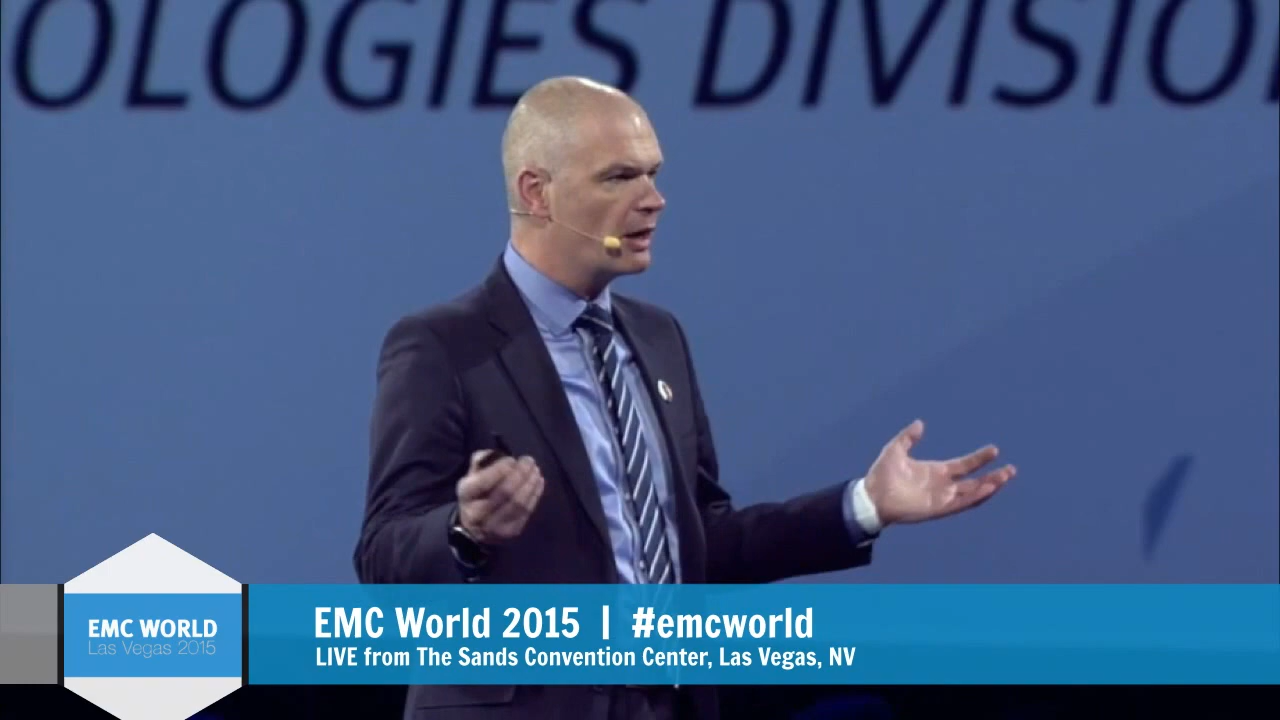 OLOGIES DIVISIO
EMC World 2015 | #emcworld
LIVE from The Sands Convention Center, Las Vegas, NV
EMC WORLD
Las Vegas 2015